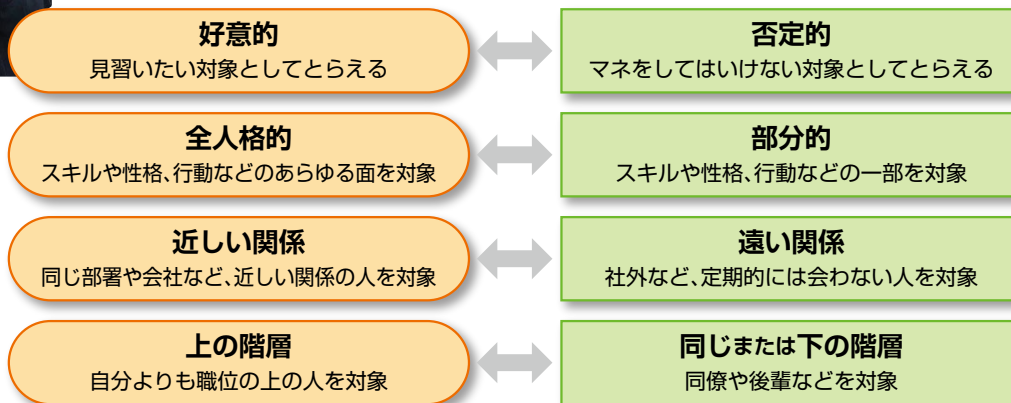 好意的
見習いたい対象としてとらえる
否定的
マネをしてはいけない対象としてとらえる
全人格的
スキルや性格、行動などのあらゆる面を対象
部分的
スキルや性格、行動などの一部を対象
近しい関係
同じ部署や会社など、近しい関係の人を対象
遠い関係
社外など、定期的には会わない人を対象
上の階層
自分よりも職位の上の人を対象
同じまたは下の階層
同僚や後輩などを対象